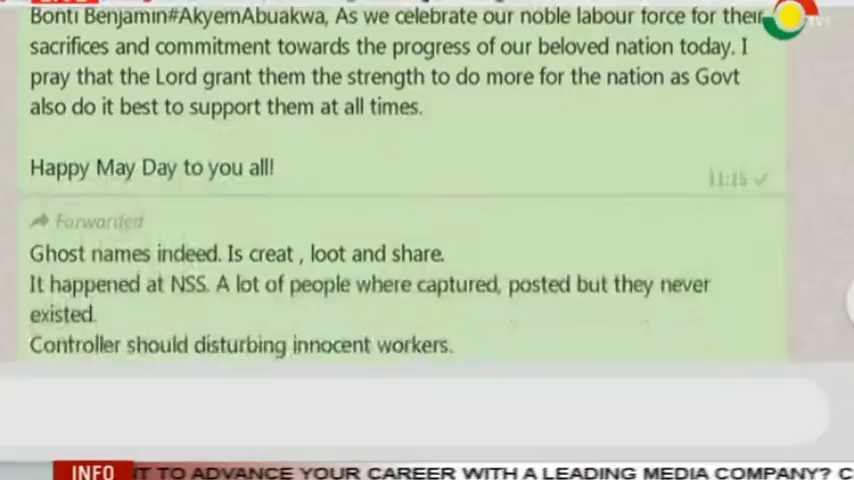 Bonti Benjamin#AkyemAbuakwa, As we celebrate our noble labour force for their
sacrifices and commitment towards the progress of our beloved nation today. I
pray that the Lord grant them the strength to do more for the nation as Govt
also do it best to support them at all times.
Happy May Day to you all!
11:15
Forwarded
Ghost names indeed. Is creat , loot and share.
It happened at NSS. A lot of people where captured, posted but they never
existed.
Controller should disturbing innocent workers.
INFO IT TO ADVANCE YOUR CAREER WITH A LEADING MEDIA COMPANY? C